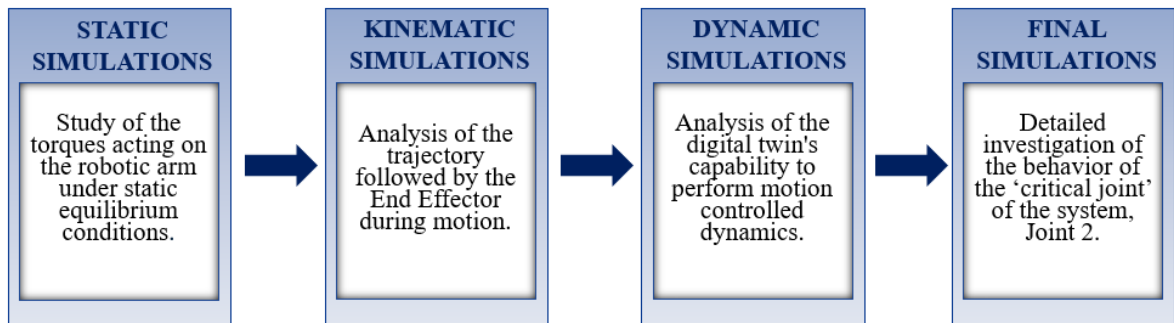 STATIC
SIMULATIONS
Study of the
torques acting on
the robotic arm
under static
equilibrium
conditions.
KINEMATIC
SIMULATIONS
Analysis of the
trajectory
followed by the
End Effector
during motion.
DYNAMIC
SIMULATIONS
Analysis of the
digital twin's
capability to
perform motion
controlled
dynamics.
FINAL
SIMULATIONS
Detailed
investigation of
the behavior of
the ‘critical joint’
of the system,
Joint 2.